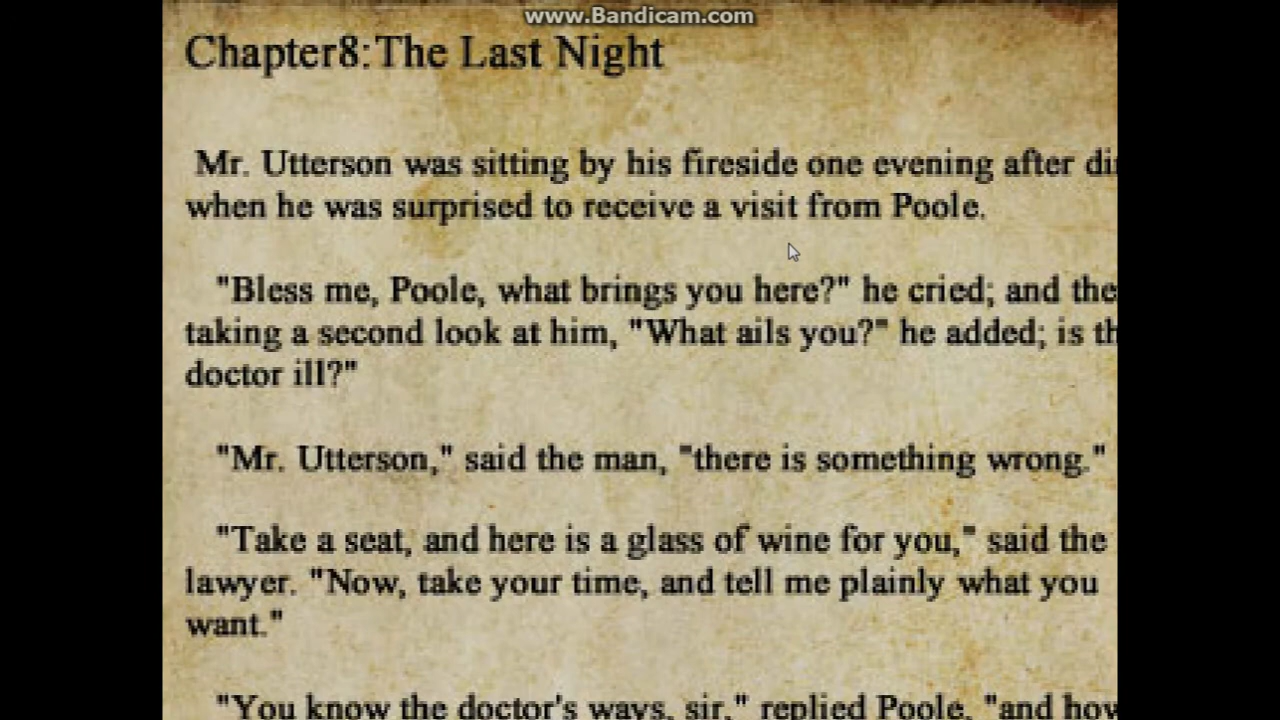 www.Bandicam.com
Chapter8:The Last Night
Mr. Utterson was sitting by his fireside one evening after
when he was surprised to receive a visit from Poole.
"Bless me, Poole, what brings you here?" he cried; and the
taking a second look at him, "What ails you?" he added; is th
doctor ill?"
"Mr. Utterson," said the man, "there is something wrong."
"Take a seat, and here is a glass of wine for you," said the
lawyer. "Now, take your time, and tell me plainly what you
want."
"You know the doctor's ways, sir," replied Poole, "and how